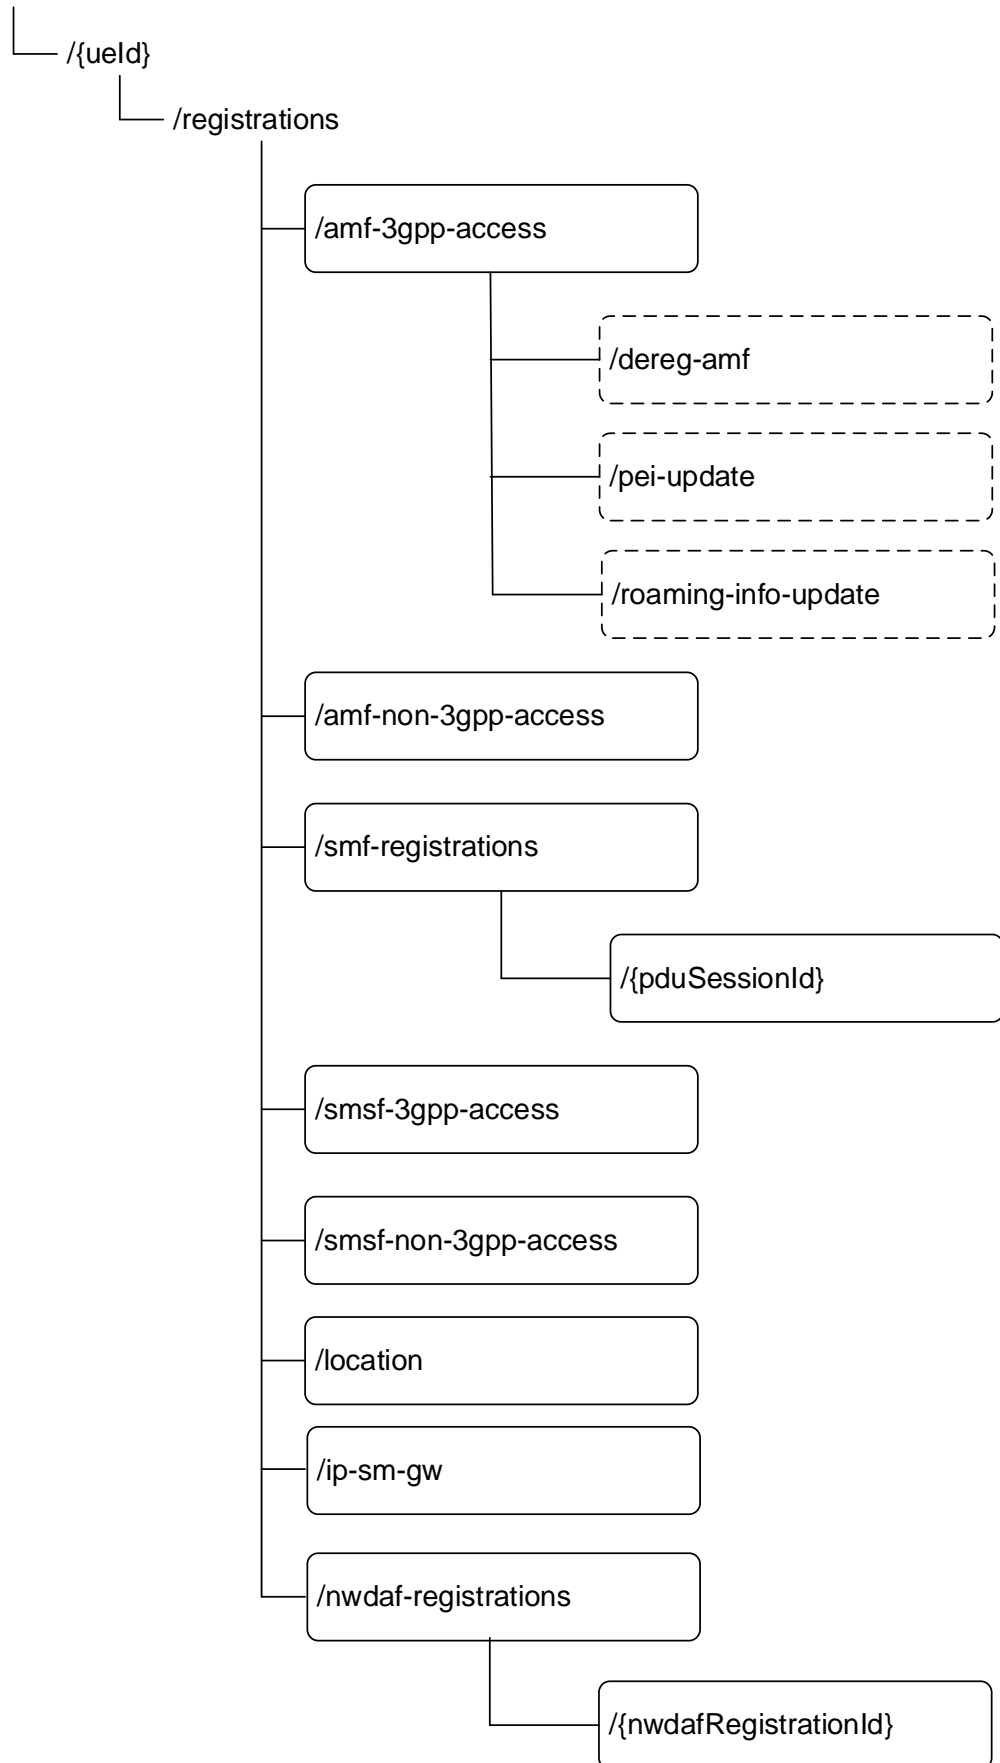 /{ueId}
/registrations
/amf-3gpp-access
/dereg-amf
/pei-update
/roaming-info-update
/amf-non-3gpp-access
/smf-registrations
/{pduSessionId}
/smsf-3gpp-access
/smsf-non-3gpp-access
/location
/ip-sm-gw
/nwdaf-registrations
/{nwdafRegistrationId}